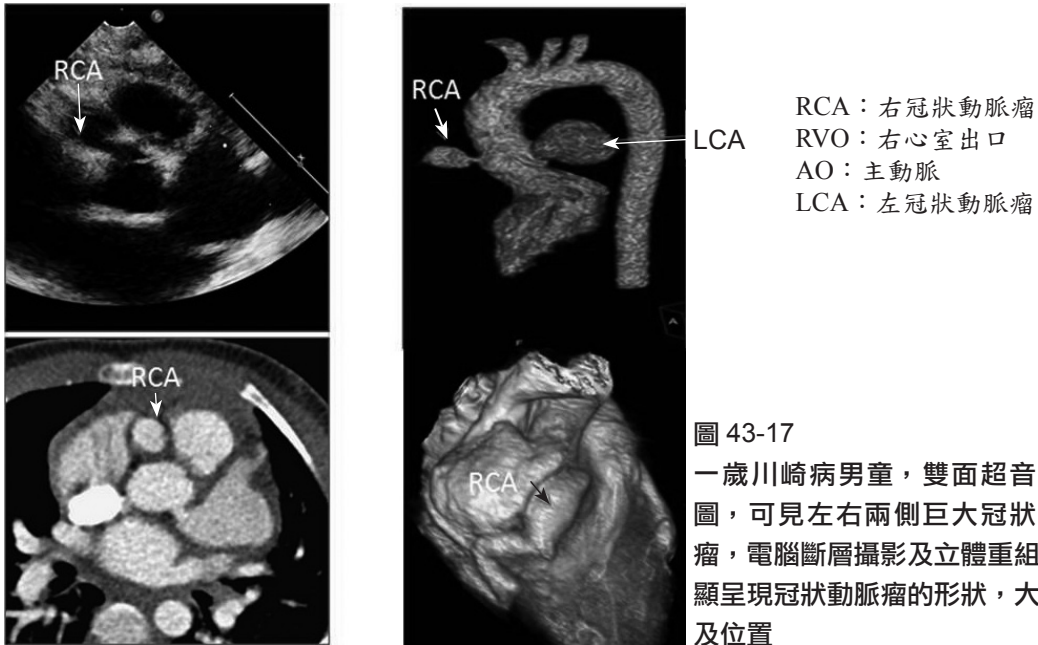 RCA
RCA
LCA
RCA：右冠狀動脈瘤
RVO：右心室出口
AO：主動脈
LCA：左冠狀動脈瘤
RCA
RCA
圖 43-17
一歲川崎病男童，雙面超音
圖，可見左右兩側巨大冠狀
瘤，電腦斷層攝影及立體重組
顯呈現冠狀動脈瘤的形狀，大
及位置